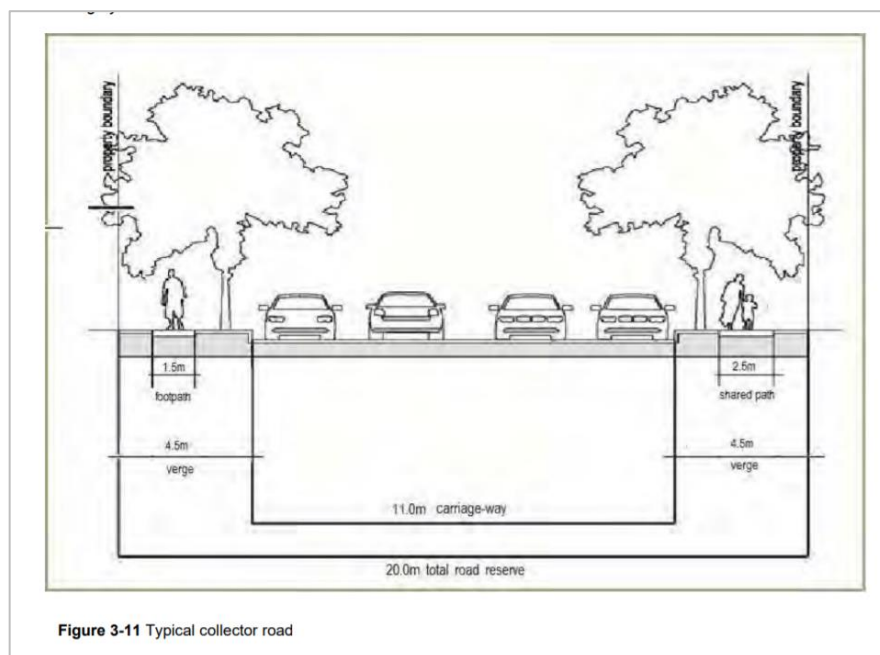 property boundary
property boundary
1.5m
footpath
2.5m
shared path
4.5m
verge
4.5m
verge
11.0m carriage-way
20.0m total road reserve
Figure 3-11 Typical collector road